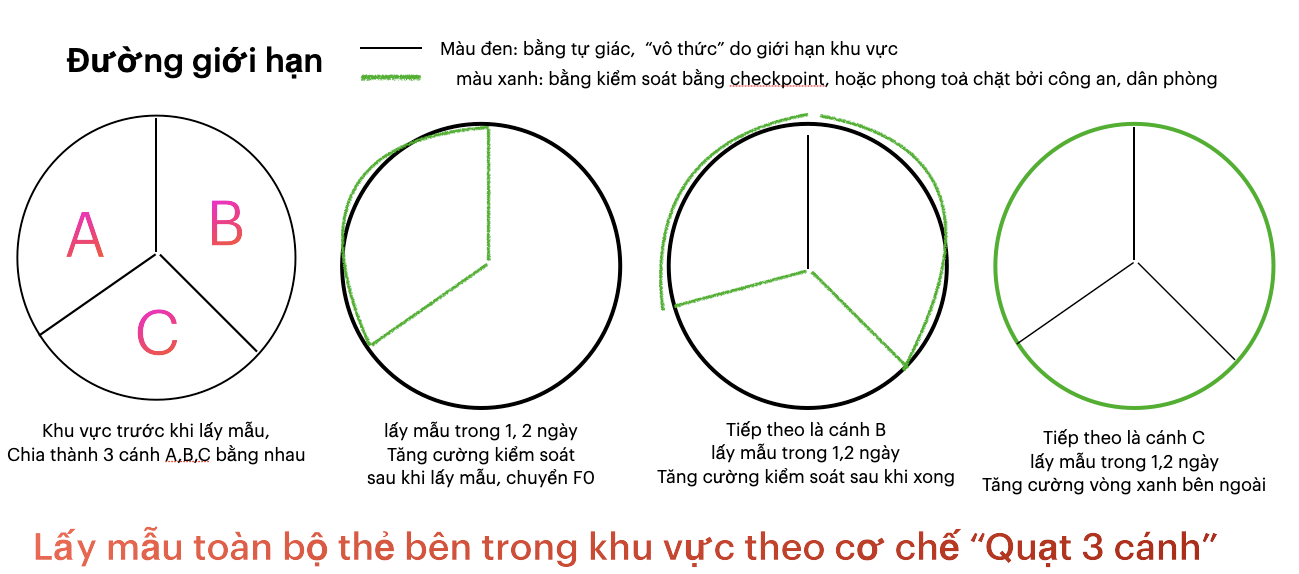 Đường giới hạn
Màu đen: bằng tự giác, “vô thức” do giới hạn khu vực
màu xanh: bằng kiểm soát bằng checkpoint, hoặc phong toả chặt bởi công an, dân phòng
A
B
C
Khu vực trước khi lấy mẫu,
Chia thành 3 cánh A,B,C bằng nhau
lấy mẫu trong 1, 2 ngày
Tăng cường kiểm soát
sau khi lấy mẫu, chuyển F0
Tiếp theo là cánh B
lấy mẫu trong 1,2 ngày
Tăng cường kiểm soát sau khi xong
Tiếp theo là cánh C
lấy mẫu trong 1,2 ngày
Tăng cường vòng xanh bên ngoài
Lấy mẫu toàn bộ thẻ bên trong khu vực theo cơ chế “Quạt 3 cánh”